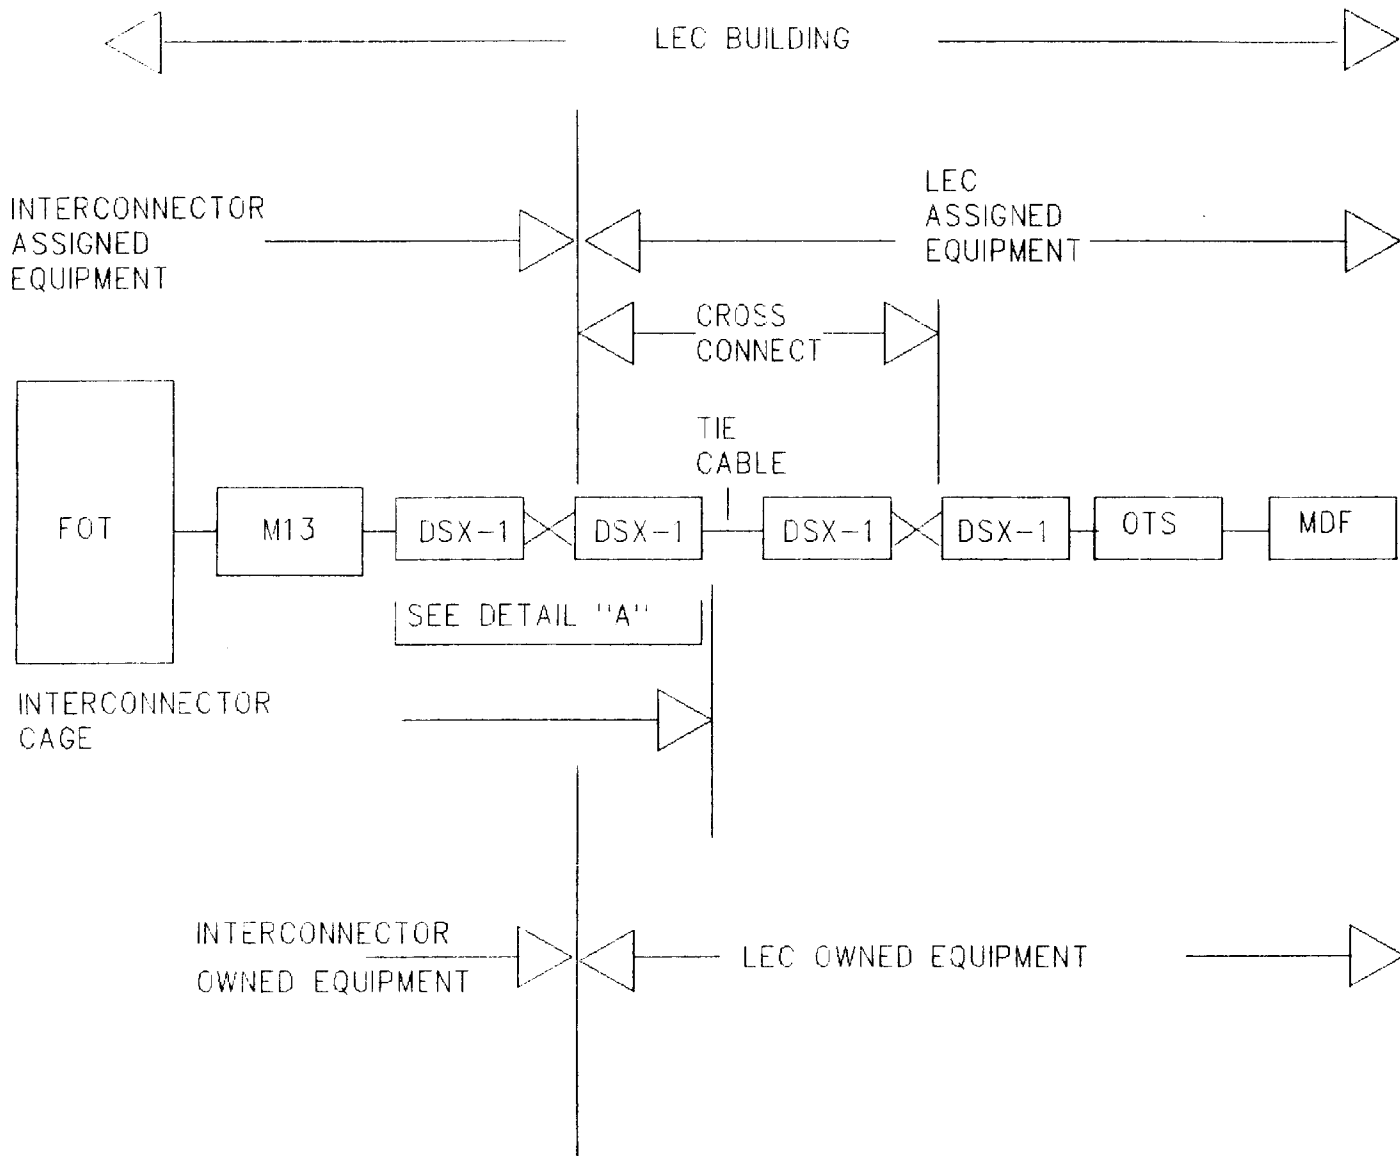 LEC BUILDING
INTERCONNECTOR
ASSIGNED
EQUIPMENT
LEC
ASSIGNED
EQUIPMENT
CROSS
CONNECT
TIE
CABLE
FOT
M13
DSX-1
DSX-1
DSX-1
DSX-1
OTS
MDF
SEE DETAIL "A"
INTERCONNECTOR
CAGE
INTERCONNECTOR
OWNED EQUIPMENT
LEC OWNED EQUIPMENT